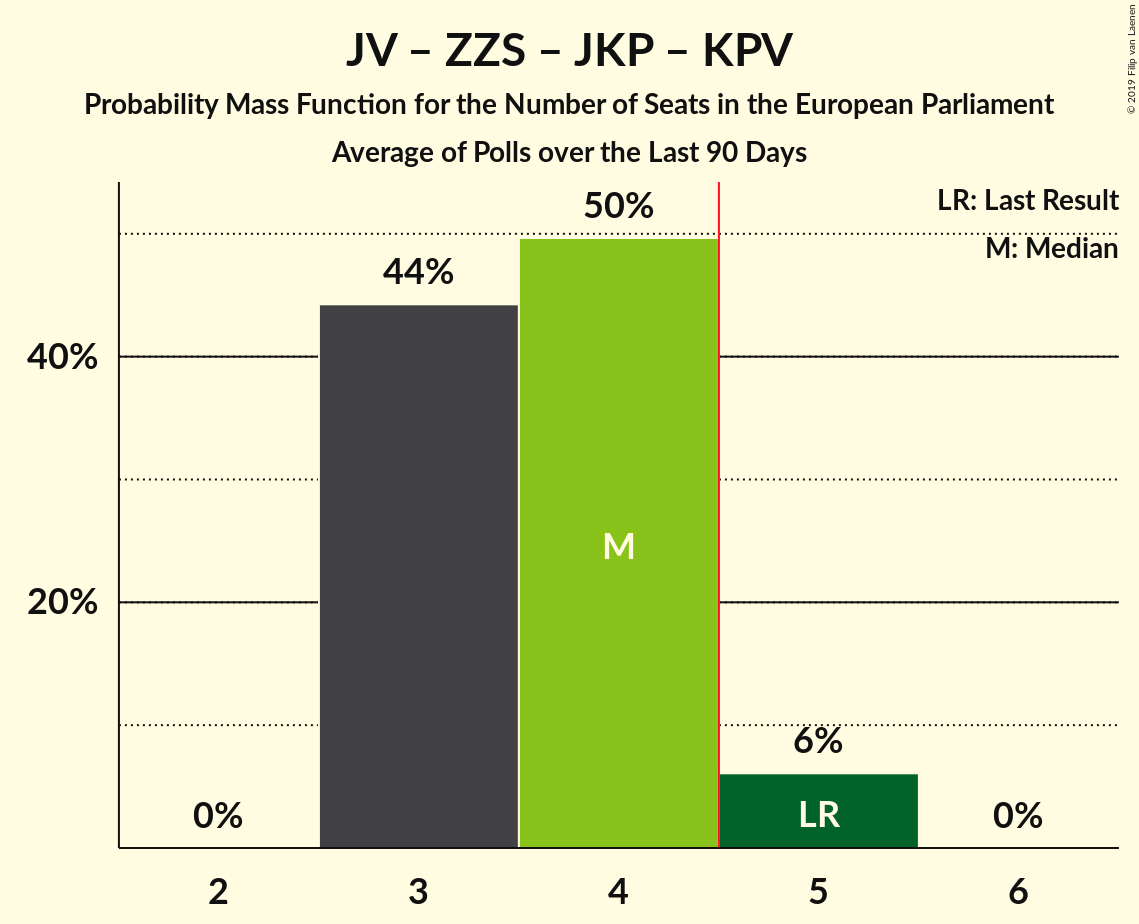 JV – ZZS – JKP – KPV
Probability Mass Function for the Number of Seats in the European Parliament
Average of Polls over the Last 90 Days
© 2019 Filip van Laenen
LR: Last Result
M: Median
50%
44%
40%
M
20%
6%
LR
0%
0%
2
3
4
5
6